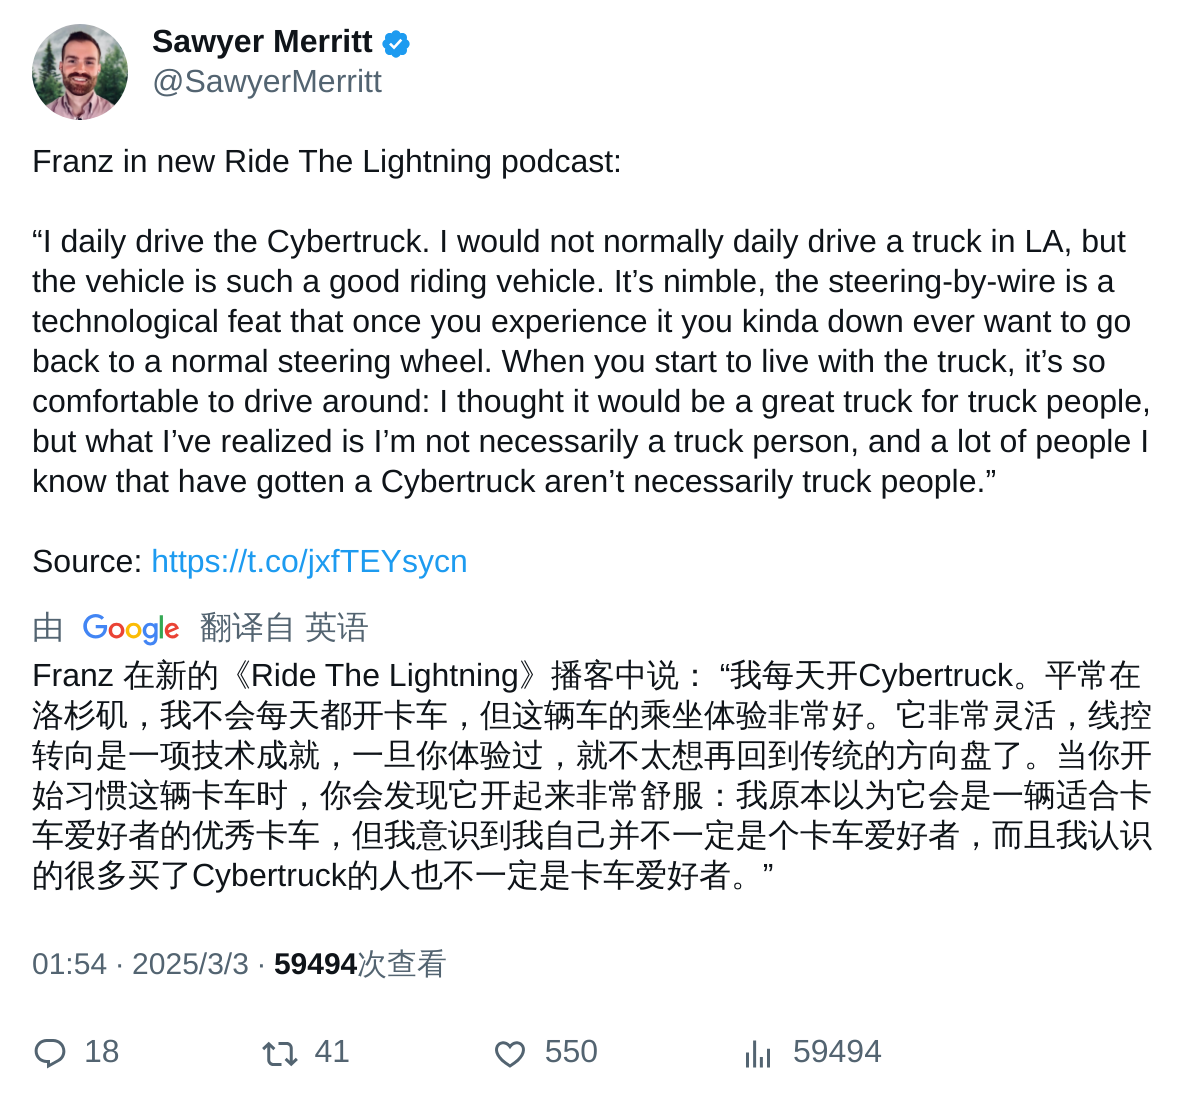 Sawyer Merritt
@SawyerMerritt
Franz in new Ride The Lightning podcast:
“I daily drive the Cybertruck. I would not normally daily drive a truck in LA, but
the vehicle is such a good riding vehicle. It’s nimble, the steering-by-wire is a
technological feat that once you experience it you kinda down ever want to go
back to a normal steering wheel. When you start to live with the truck, it’s so
comfortable to drive around: I thought it would be a great truck for truck people,
but what I’ve realized is I’m not necessarily a truck person, and a lot of people I
know that have gotten a Cybertruck aren’t necessarily truck people.”
Source: https://t.co/jxfTEYsycn
由 Google 翻译自 英语
Franz 在新的《Ride The Lightning》播客中说： “我每天开Cybertruck。平常在
洛杉矶，我不会每天都开卡车，但这辆车的乘坐体验非常好。它非常灵活，线控
转向是一项技术成就，一旦你体验过，就不太想再回到传统的方向盘了。当你开
始习惯这辆卡车时，你会发现它开起来非常舒服：我原本以为它会是一辆适合卡
车爱好者的优秀卡车，但我意识到我自己并不一定是个卡车爱好者，而且我认识
的很多买了Cybertruck的人也不一定是卡车爱好者。”
01:54 · 2025/3/3 · 59494次查看
18 41 550 59494